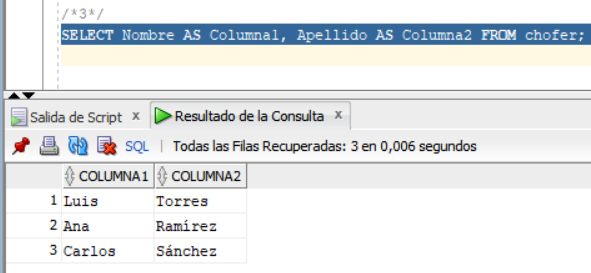 /*3*/
SELECT Nombre AS Columna1, Apellido AS Columna2 FROM chofer;
Salida de Script x Resultado de la Consulta x
SQL | Todas las Filas Recuperadas: 3 en 0,006 segundos
COLUMNA1 COLUMNA2
1 Luis Torres
2 Ana Ramírez
3 Carlos Sánchez